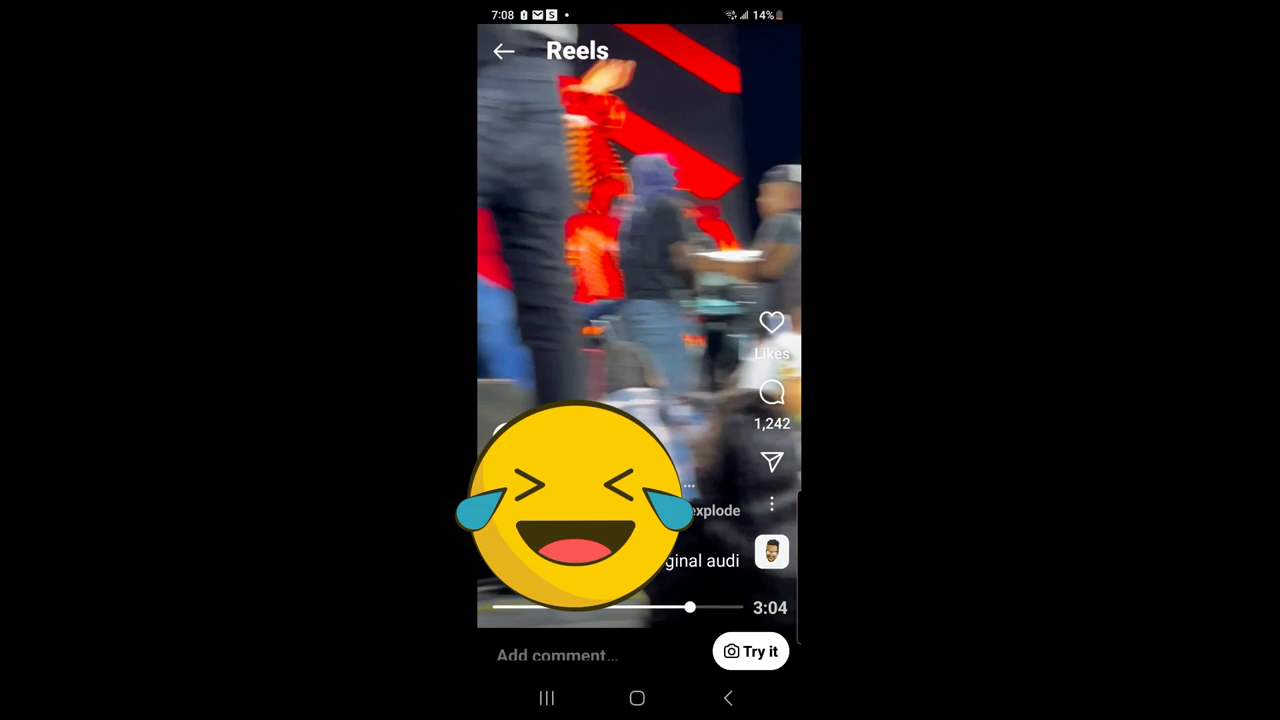 7:08 S 14%
Reels
Likes
1,242
...
explode
ginal audi
3:04
Add comment...
Try it